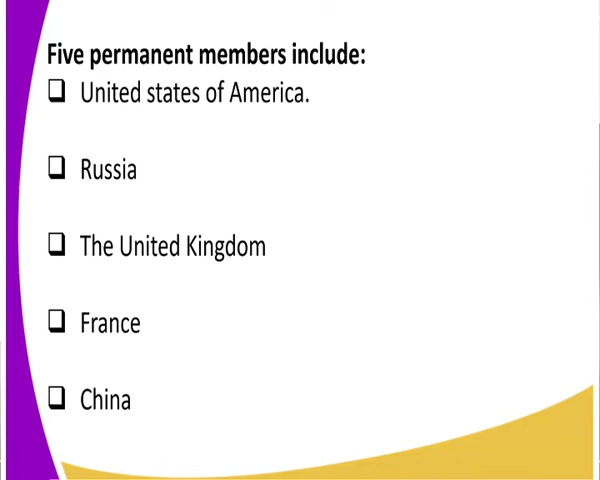 Five permanent members include:
❑ United states of America.
❑ Russia
❑ The United Kingdom
❑ France
❑ China